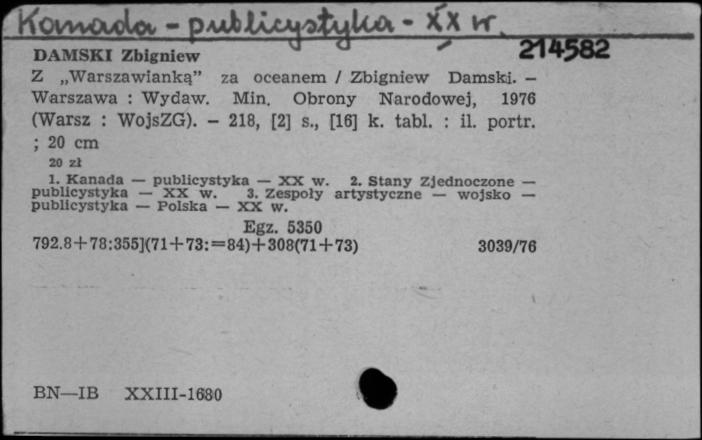 Kanada - publicystyka - XX w.
214582
DAMSKI Zbigniew
Z „Warszawianką” za oceanem / Zbigniew Damski. —
Warszawa : Wydaw. Min. Obrony Narodowej, 1976
(Warsz : WojsZG). — 218, [2] s., [16] k. tabl. : il. portr.
; 20 cm
20 zł
1. Kanada — publicystyka — XX w. 2. Stany Zjednoczone —
publicystyka — XX w. 3. Zespoły artystyczne — wojsko —
publicystyka — Polska — XX w.
Egz. 5350
792.8+78:355](71+73:=84)+308(71+73) 3039/76
BN—IB XXIII-1680